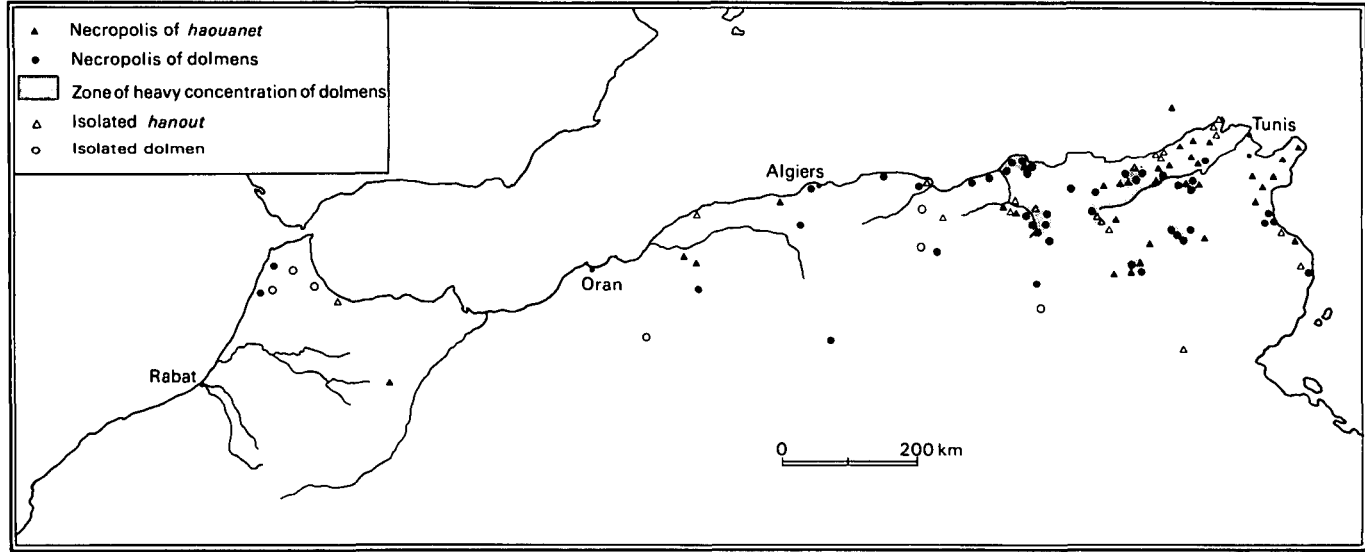 Necropolis of haouanet
Necropolis of dolmens
Zone of heavy concentration of dolmens
Isolated hanout
Isolated dolmen
Tunis
Algiers
Oran
Rabat
0 200 km